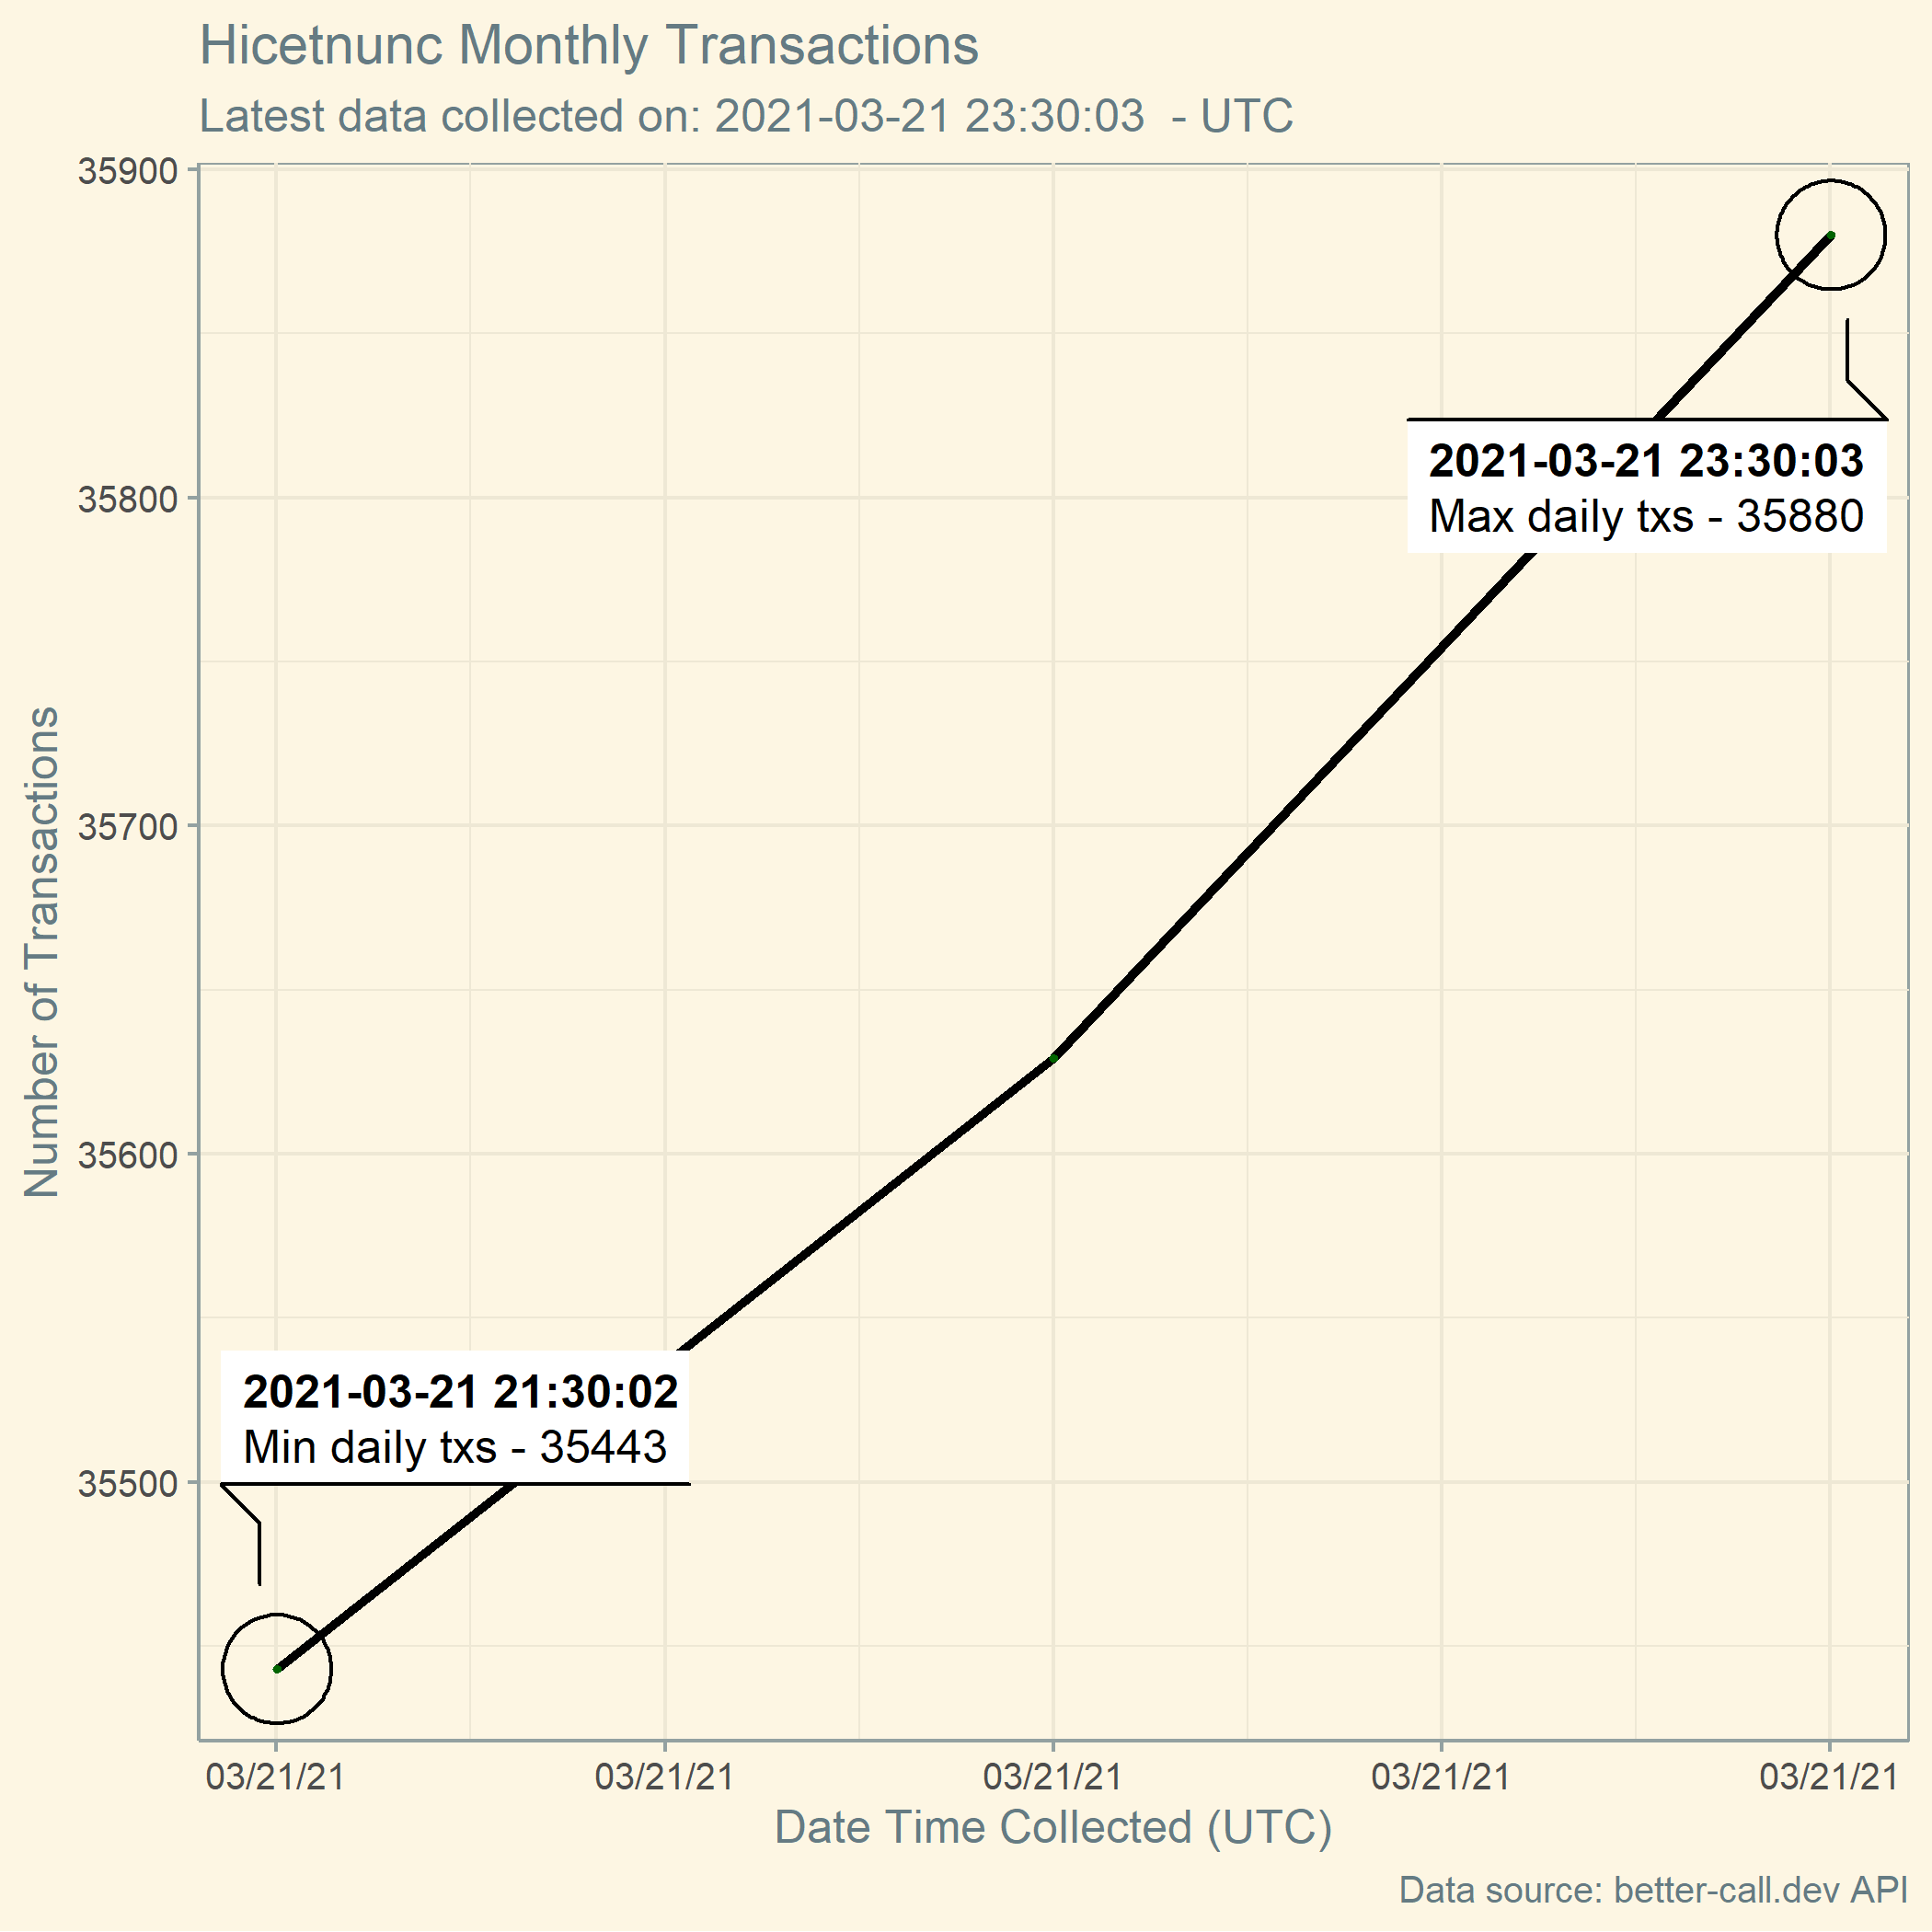 Hicetnunc Monthly Transactions
Latest data collected on: 2021-03-21 23:30:03  - UTC
35900
35800
35700
35600
35500
Number of Transactions
2021-03-21 23:30:03
Max daily txs - 35880
2021-03-21 21:30:02
Min daily txs - 35443
03/21/21
03/21/21
03/21/21
03/21/21
03/21/21
Date Time Collected (UTC)
Data source: better-call.dev API